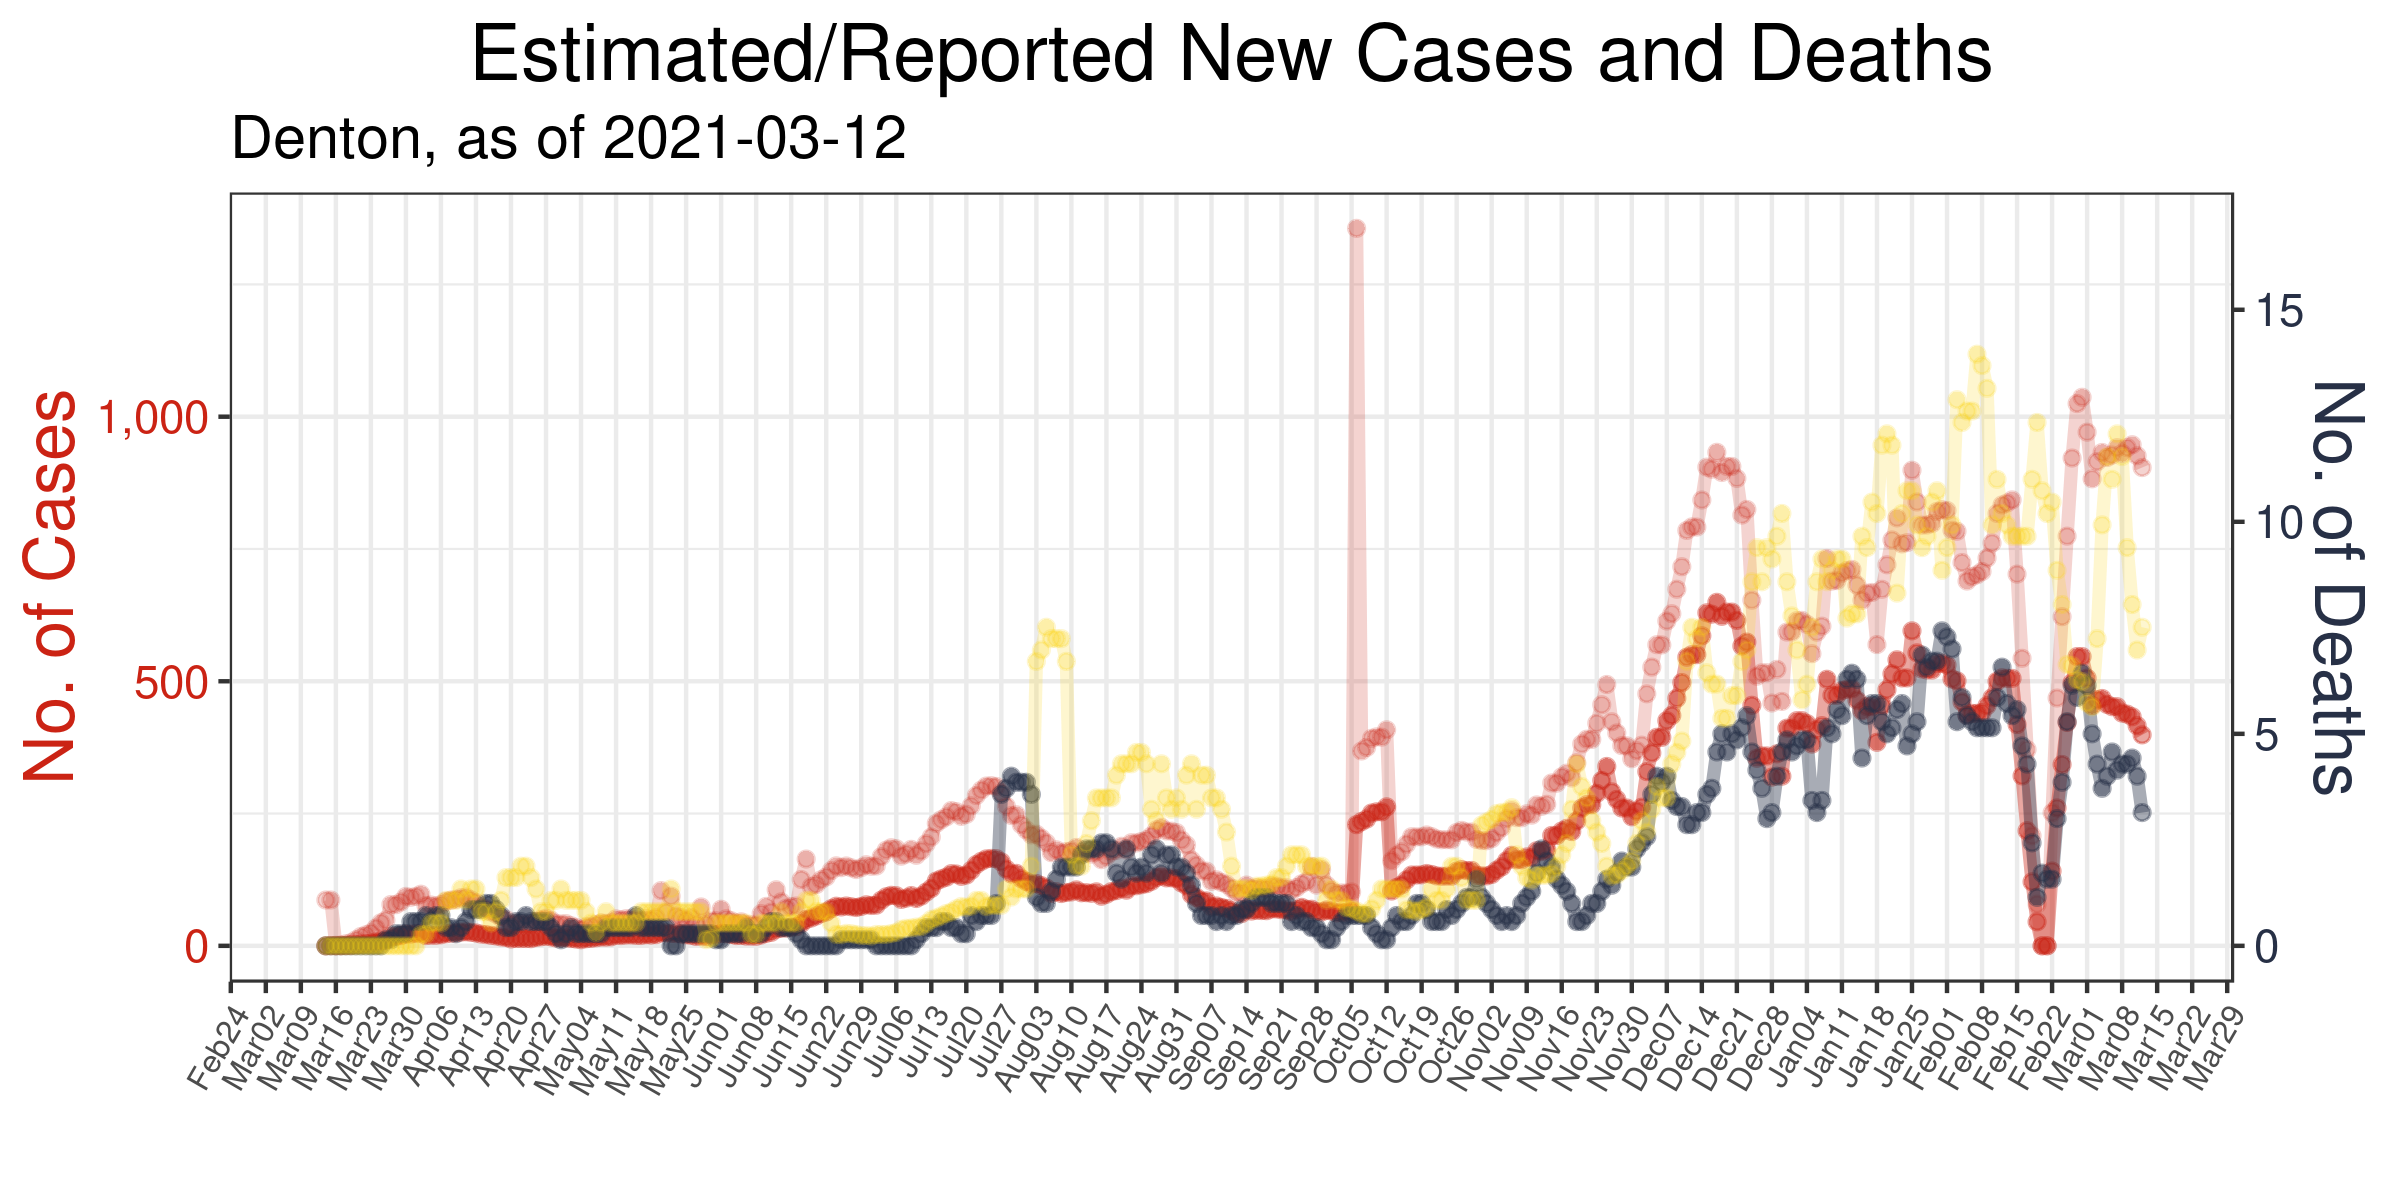 Estimated/Reported New Cases and Deaths
Denton, as of 2021-03-12
No. of Cases
1,000
500
0
15
10
5
0
No. of Deaths
Feb24
Mar02
Mar09
Mar16
Mar23
Mar30
Apr06
Apr13
Apr20
Apr27
May04
May11
May18
May25
Jun01
Jun08
Jun15
Jun22
Jun29
Jul06
Jul13
Jul20
Jul27
Aug03
Aug10
Aug17
Aug24
Aug31
Sep07
Sep14
Sep21
Sep28
Oct05
Oct12
Oct19
Oct26
Nov02
Nov09
Nov16
Nov23
Nov30
Dec07
Dec14
Dec21
Dec28
Jan04
Jan11
Jan18
Jan25
Feb01
Feb08
Feb15
Feb22
Mar01
Mar08
Mar15
Mar22
Mar29